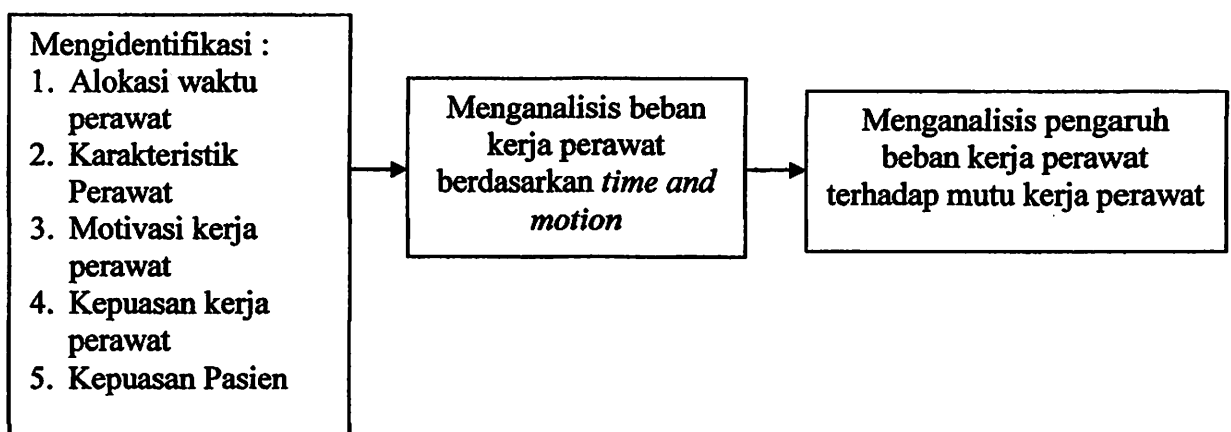 Mengidentifikasi :
1. Alokasi waktu
perawat
2. Karakteristik
Perawat
3. Motivasi kerja
perawat
4. Kepuasan kerja
perawat
5. Kepuasan Pasien
Menganalisis beban
kerja perawat
berdasarkan time and
motion
Menganalisis pengaruh
beban kerja perawat
terhadap mutu kerja perawat